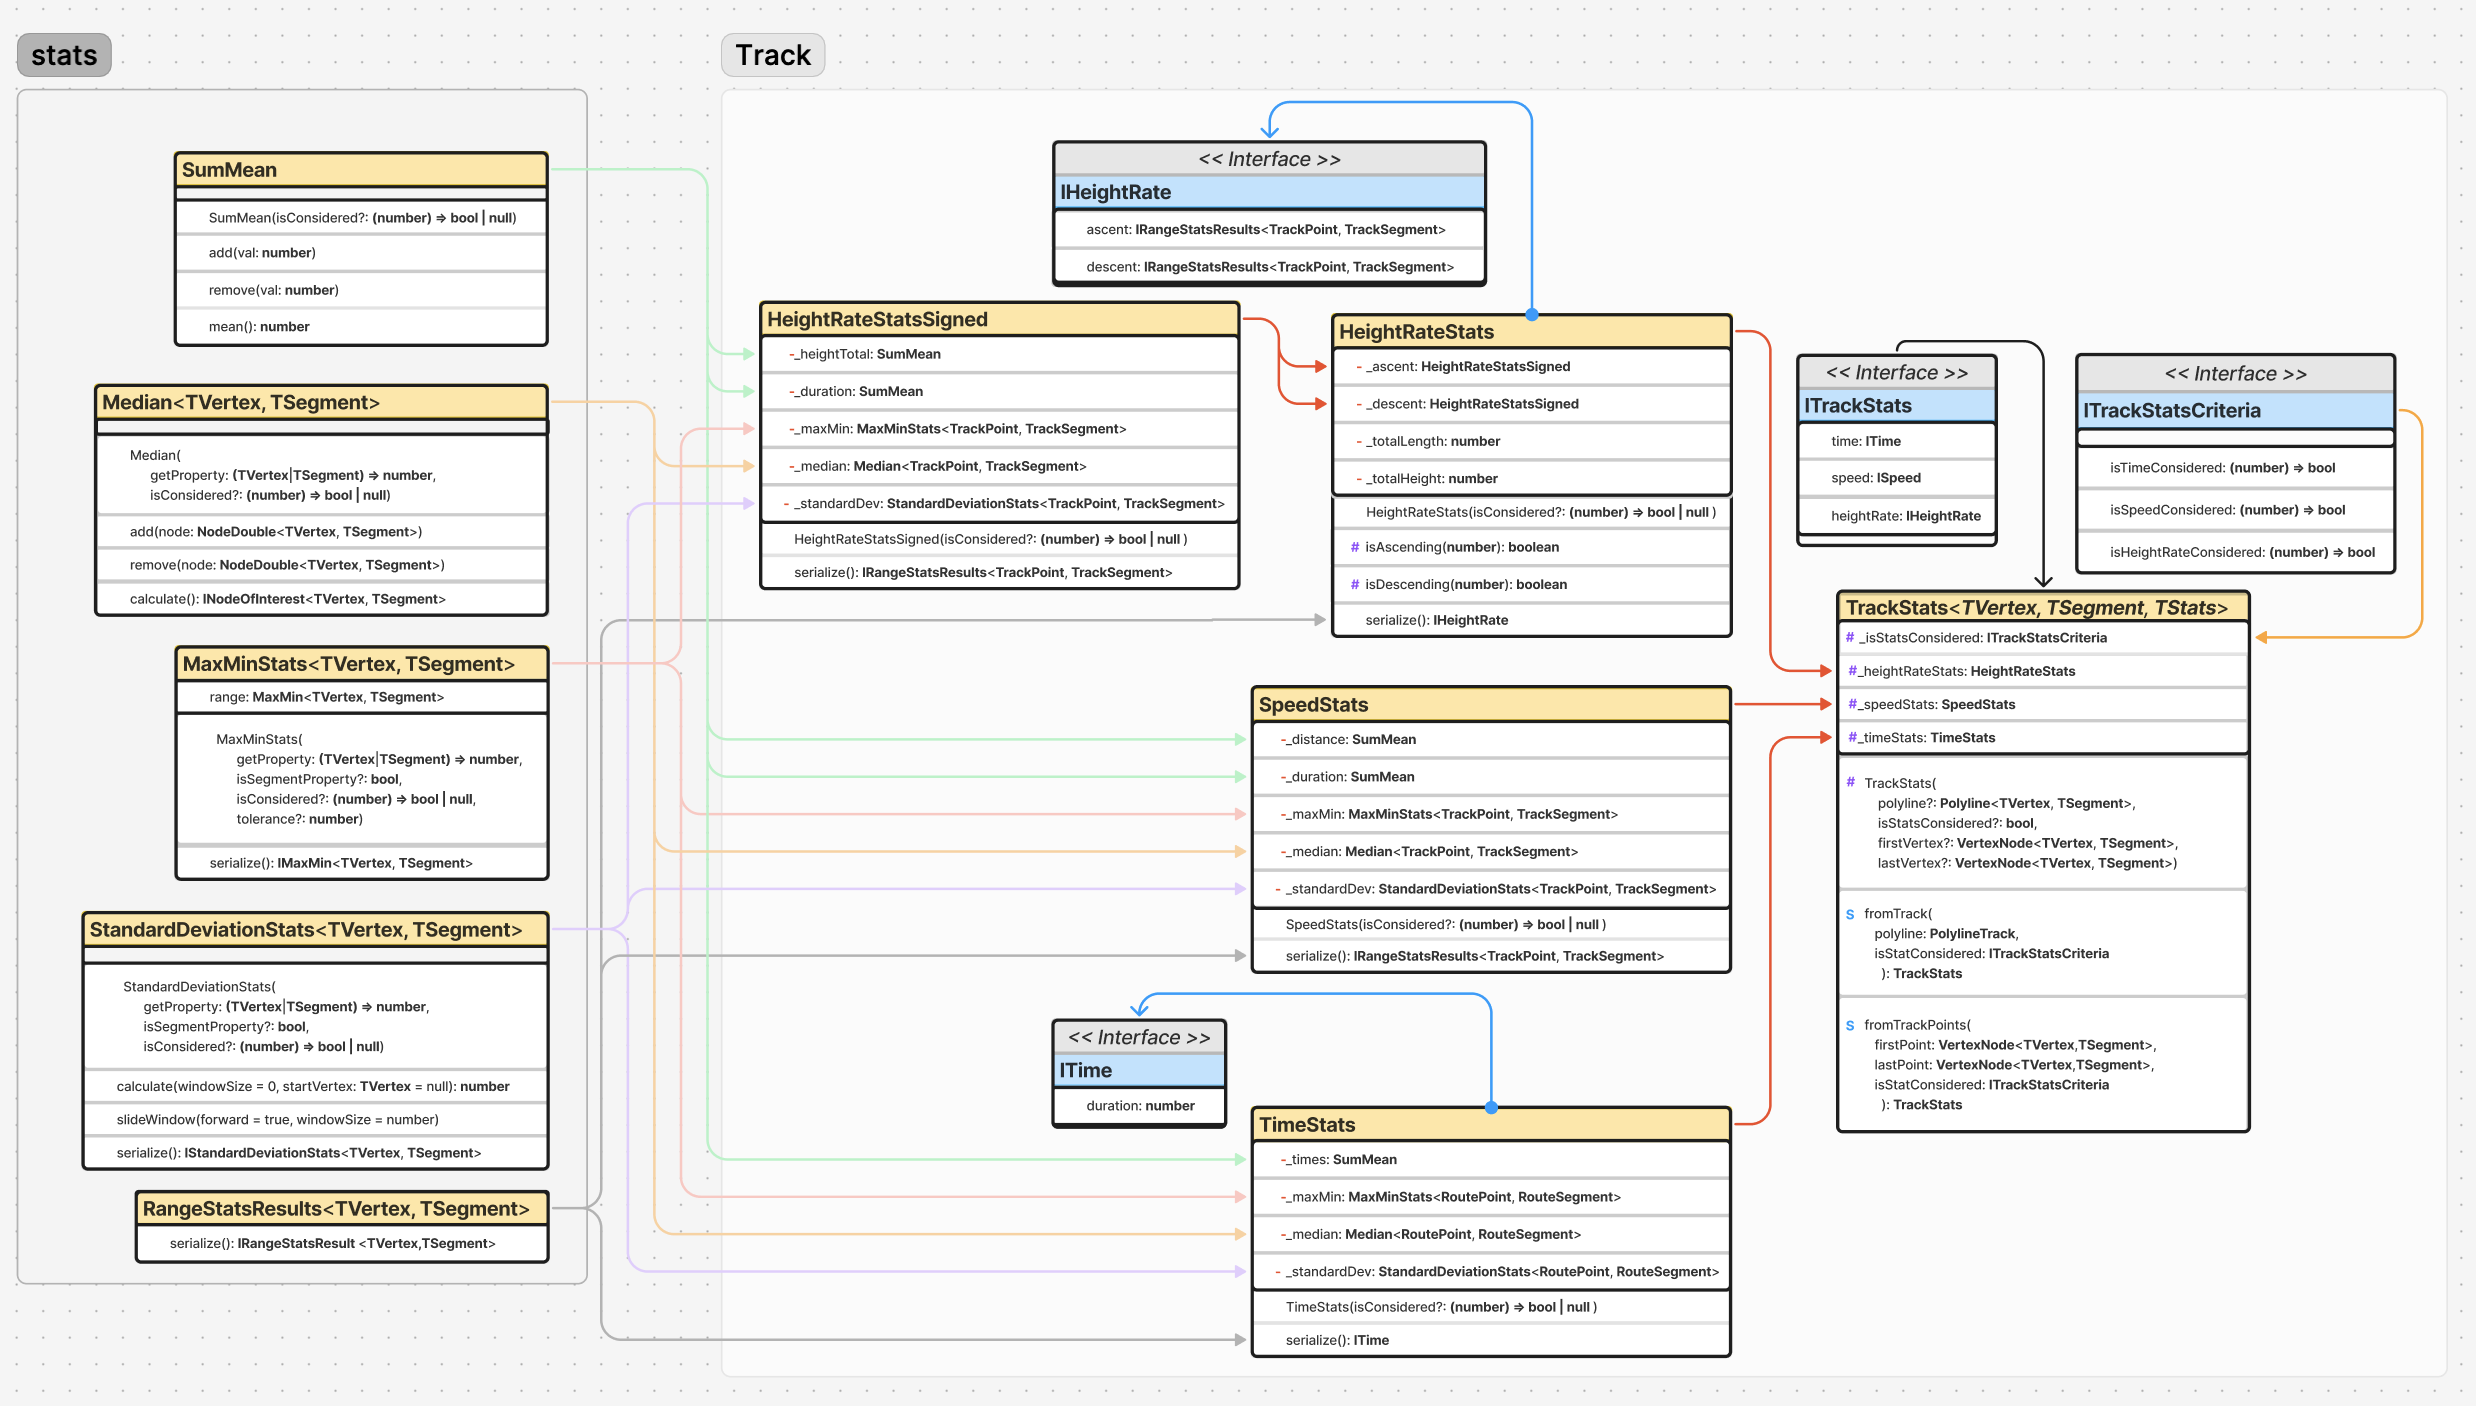 stats
SumMean
SumMean(isConsidered?: (number) => bool | null)
add(val: number)
remove(val: number)
mean(): number
Median<TVertex, TSegment>
Median(
getProperty: (TVertex|TSegment) => number,
isConsidered?: (number) => bool | null)
add(node: NodeDouble<TVertex, TSegment>)
remove(node: NodeDouble<TVertex, TSegment>)
calculate(): INodeOfInterest<TVertex, TSegment>
MaxMinStats<TVertex, TSegment>
range: MaxMin<TVertex, TSegment>
MaxMinStats(
getProperty: (TVertex|TSegment) => number,
isSegmentProperty?: bool,
isConsidered?: (number) => bool | null,
tolerance?: number)
serialize(): IMaxMin<TVertex, TSegment>
StandardDeviationStats<TVertex, TSegment>
StandardDeviationStats(
getProperty: (TVertex|TSegment) => number,
isSegmentProperty?: bool,
isConsidered?: (number) => bool | null)
calculate(windowSize = 0, startVertex: TVertex = null): number
slideWindow(forward = true, windowSize = number)
serialize(): IStandardDeviationStats<TVertex, TSegment>
RangeStatsResults<TVertex, TSegment>
serialize(): IRangeStatsResult <TVertex,TSegment>
Track
<< Interface >>
IHeightRate
ascent: IRangeStatsResults<TrackPoint, TrackSegment>
descent: IRangeStatsResults<TrackPoint, TrackSegment>
HeightRateStatsSigned
-_heightTotal: SumMean
-_duration: SumMean
-_maxMin: MaxMinStats<TrackPoint, TrackSegment>
-_median: Median<TrackPoint, TrackSegment>
- _standardDev: StandardDeviationStats<TrackPoint, TrackSegment>
HeightRateStatsSigned(isConsidered?: (number) => bool | null )
serialize(): IRangeStatsResults<TrackPoint, TrackSegment>
HeightRateStats
- _ascent: HeightRateStatsSigned
- _descent: HeightRateStatsSigned
- _totalLength: number
- _totalHeight: number
HeightRateStats(isConsidered?: (number) => bool | null )
# isAscending(number): boolean
# isDescending(number): boolean
serialize(): IHeightRate
SpeedStats
-_distance: SumMean
-_duration: SumMean
-_maxMin: MaxMinStats<TrackPoint, TrackSegment>
-_median: Median<TrackPoint, TrackSegment>
- _standardDev: StandardDeviationStats<TrackPoint, TrackSegment>
SpeedStats(isConsidered?: (number) => bool | null )
serialize(): IRangeStatsResults<TrackPoint, TrackSegment>
<< Interface >>
ITime
duration: number
TimeStats
-_times: SumMean
-_maxMin: MaxMinStats<RoutePoint, RouteSegment>
-_median: Median<RoutePoint, RouteSegment>
- _standardDev: StandardDeviationStats<RoutePoint, RouteSegment>
TimeStats(isConsidered?: (number) => bool | null )
serialize(): ITime
<< Interface >>
ITrackStats
time: ITime
speed: ISpeed
heightRate: IHeightRate
<< Interface >>
ITrackStatsCriteria
isTimeConsidered: (number) => bool
isSpeedConsidered: (number) => bool
isHeightRateConsidered: (number) => bool
TrackStats<TVertex, TSegment, TStats>
# _isStatsConsidered: ITrackStatsCriteria
#_heightRateStats: HeightRateStats
#_speedStats: SpeedStats
#_timeStats: TimeStats
# TrackStats(
polyline?: Polyline<TVertex, TSegment>,
isStatsConsidered?: bool,
firstVertex?: VertexNode<TVertex, TSegment>,
lastVertex?: VertexNode<TVertex, TSegment>)
S fromTrack(
polyline: PolylineTrack,
isStatConsidered: ITrackStatsCriteria
): TrackStats
S fromTrackPoints(
firstPoint: VertexNode<TVertex,TSegment>,
lastPoint: VertexNode<TVertex,TSegment>,
isStatConsidered: ITrackStatsCriteria
): TrackStats